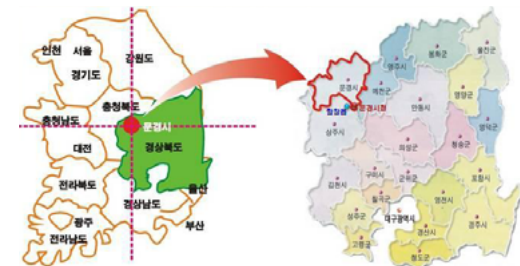 인천
서울
강원도
경기도
충청북도
충청남도
문경시
대전
경상북도
전라북도
울산
경상남도
광주
부산
전라남도
봉화군
울진군
영주시
문경시
예천군
영양군
문경시청
안동시
상주시
영덕군
청송군
의성군
구미시
군위군
포항시
김천시
칠곡군
영천시
성주군
대구광역시
경주시
경산시
고령군
청도군